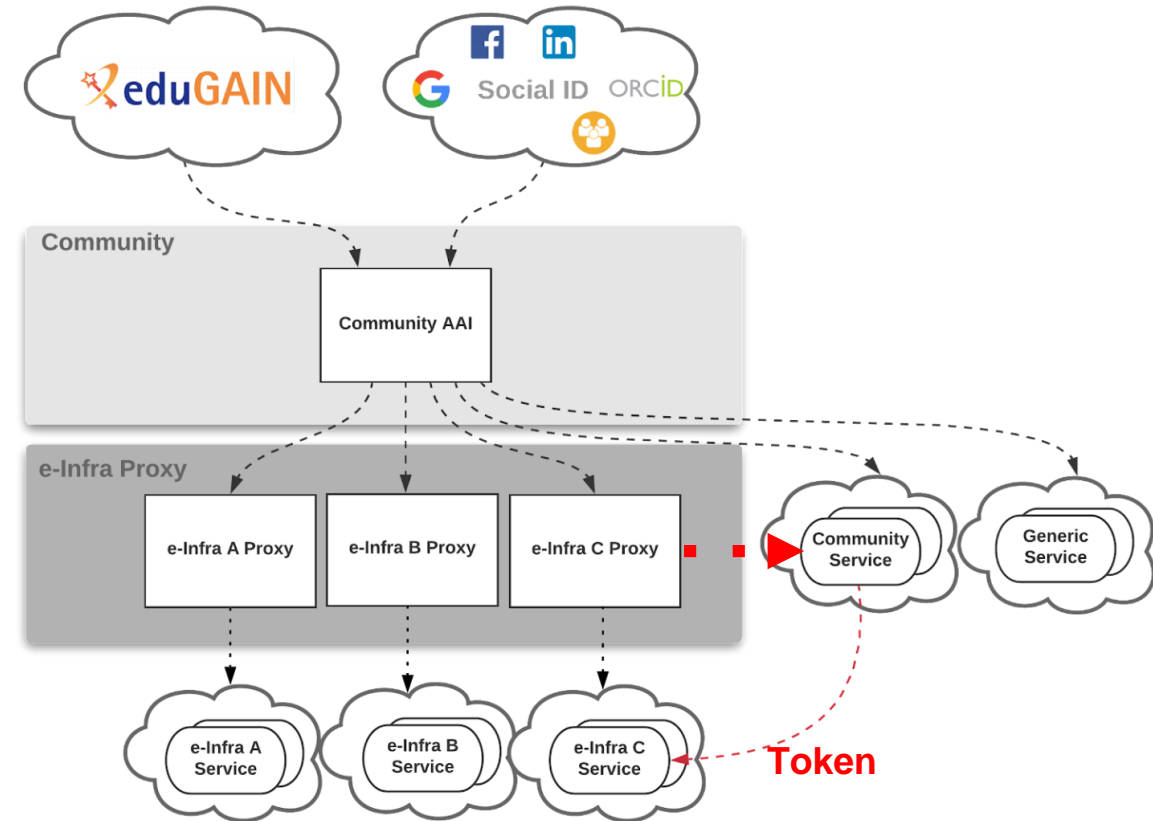 eduGAIN
f
in
G
Social ID
ORCiD
Community
Community AAI
e-Infra Proxy
e-Infra A Proxy
e-Infra B Proxy
e-Infra C Proxy
Community
Service
Generic
Service
e-Infra A
Service
e-Infra B
Service
e-Infra C
Service
Token